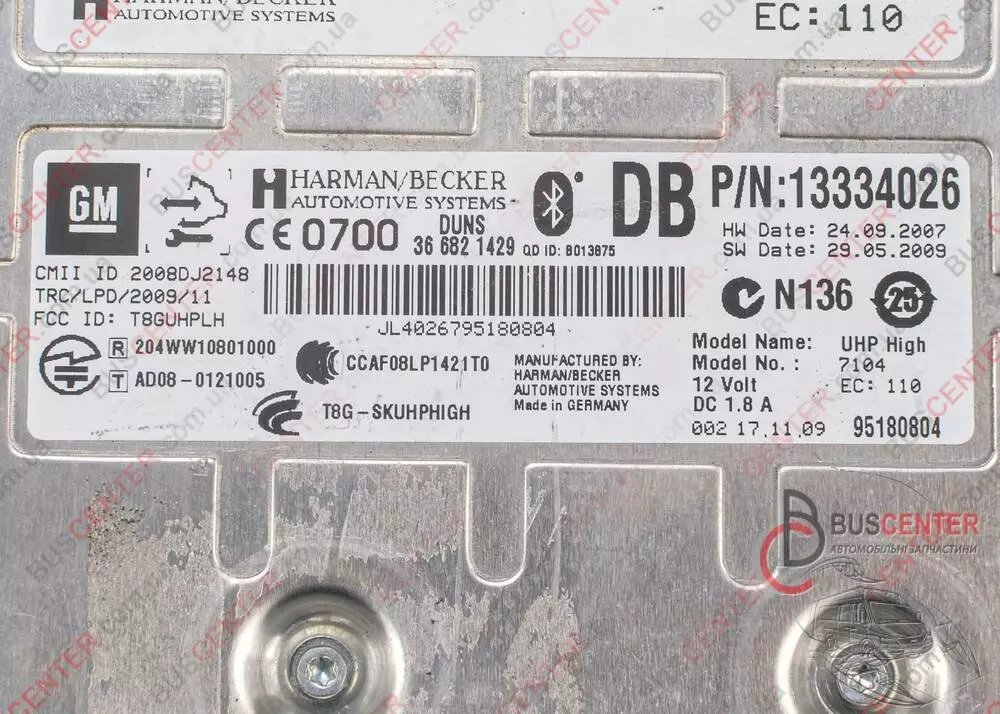 HARMAN/BECKER
AUTOMOTIVE SYSTEMS
EC: 110
GM
HARMAN/BECKER
AUTOMOTIVE SYSTEMS
CE 0700
DUNS
36 682 1429
QD ID: B013875
DB
P/N:13334026
HW Date: 24.09.2007
SW Date: 29.05.2009
CMII ID 2008DJ2148
TRC/LPD/2009/11
FCC ID: T8GUHPLH
JL4026795180804
N136
25
R 204WW10801000
T AD08-0121005
CCAF08LP1421T0
T8G-SKUHPHIGH
MANUFACTURED BY:
HARMAN/BECKER
AUTOMOTIVE SYSTEMS
Made in GERMANY
Model Name: UHP High
Model No.: 7104
12 Volt EC: 110
DC 1.8 A
002 17.11.09 95180804
BUSCENTER
АВТОМОБІЛЬНІ ЗАПЧАСТИНИ